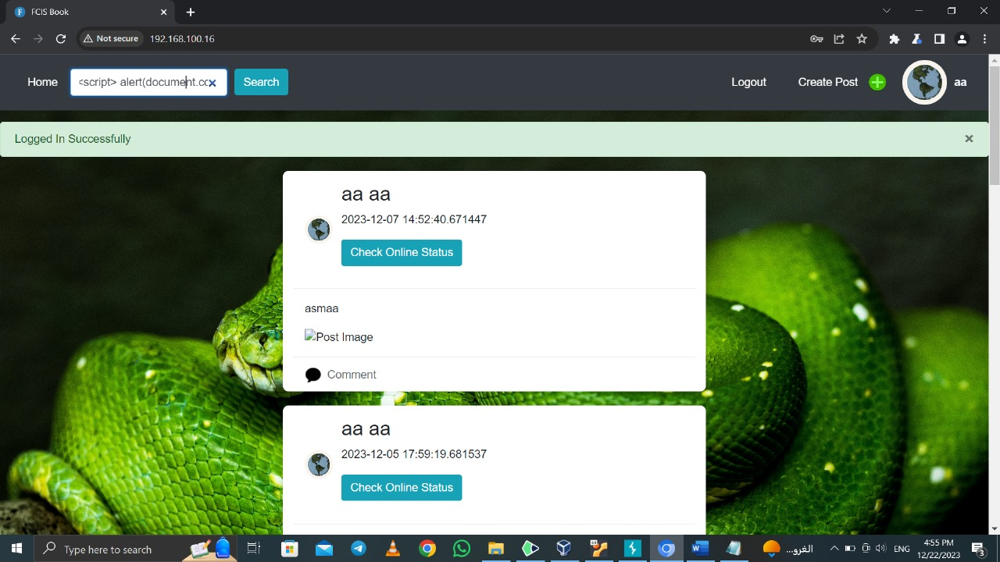 FCIS Book
Not secure
192.168.100.16
Home
<script> alert(document.cc
Search
Logout
Create Post
aa
Logged In Successfully
×
aa aa
2023-12-07 14:52:40.671447
Check Online Status
asmaa
Post Image
Comment
aa aa
2023-12-05 17:59:19.681537
Check Online Status
Type here to search
الغرو...
ENG
4:55 PM
12/22/2023
3